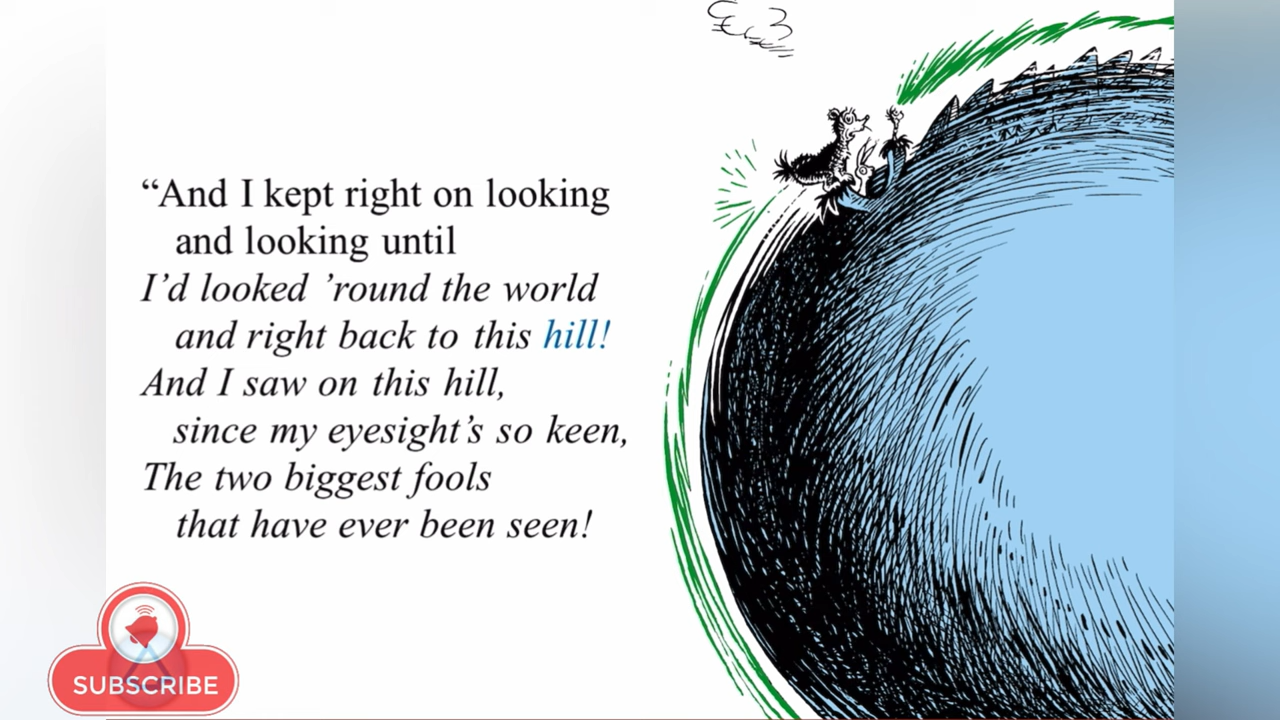 “And I kept right on looking
and looking until
I’d looked ’round the world
and right back to this hill!
And I saw on this hill,
since my eyesight’s so keen,
The two biggest fools
that have ever been seen!
SUBSCRIBE